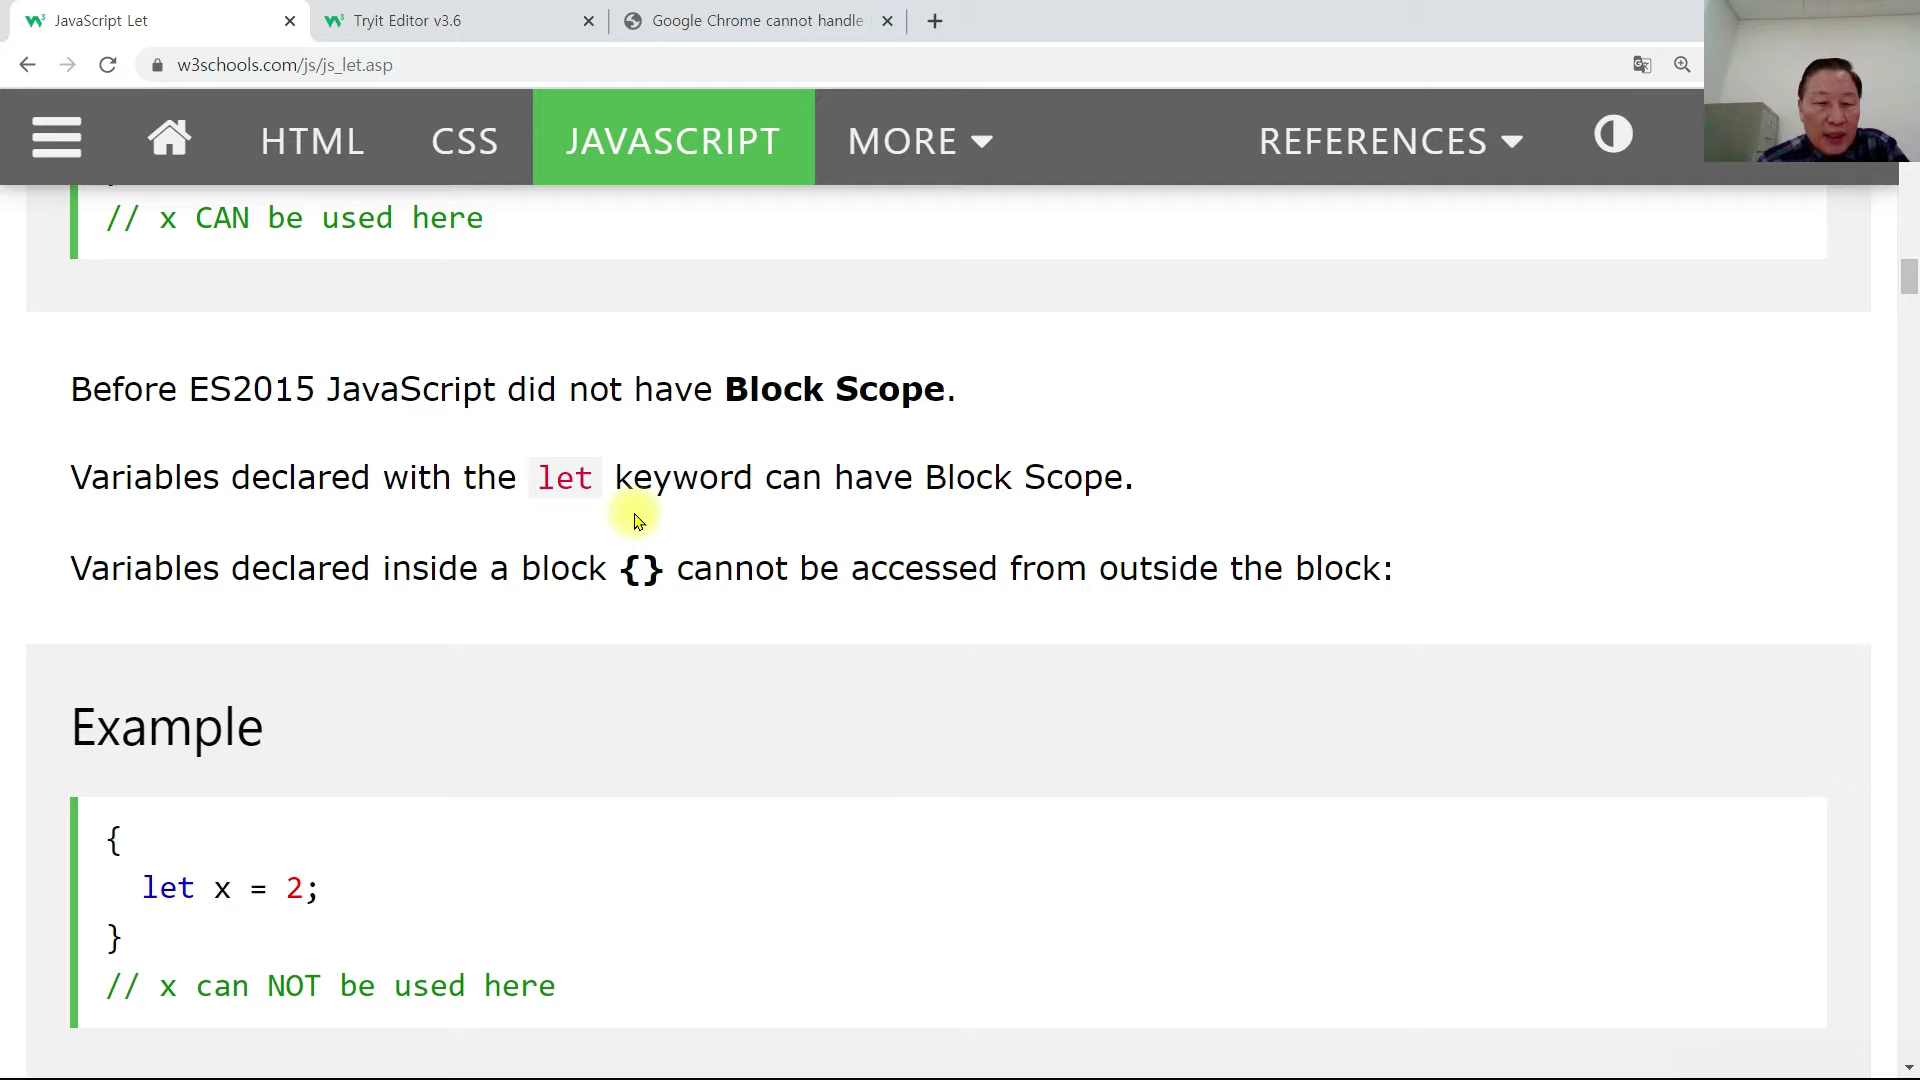 JavaScript Let
Tryit Editor v3.6
Google Chrome cannot handle
w3schools.com/js/js_let.asp
HTML CSS JAVASCRIPT MORE REFERENCES
// x CAN be used here
Before ES2015 JavaScript did not have Block Scope.
Variables declared with the let keyword can have Block Scope.
Variables declared inside a block {} cannot be accessed from outside the block:
Example
{
let x = 2;
}
// x can NOT be used here